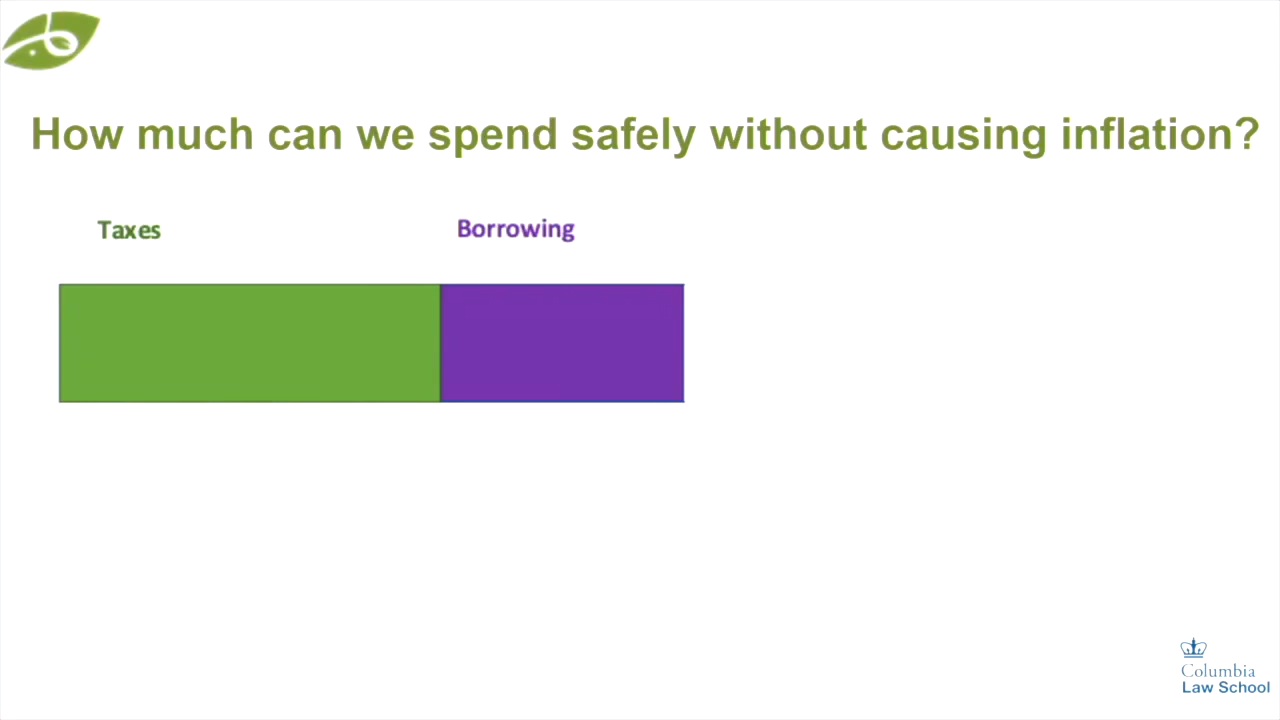 How much can we spend safely without causing inflation?
Taxes
Borrowing
Columbia
Law School